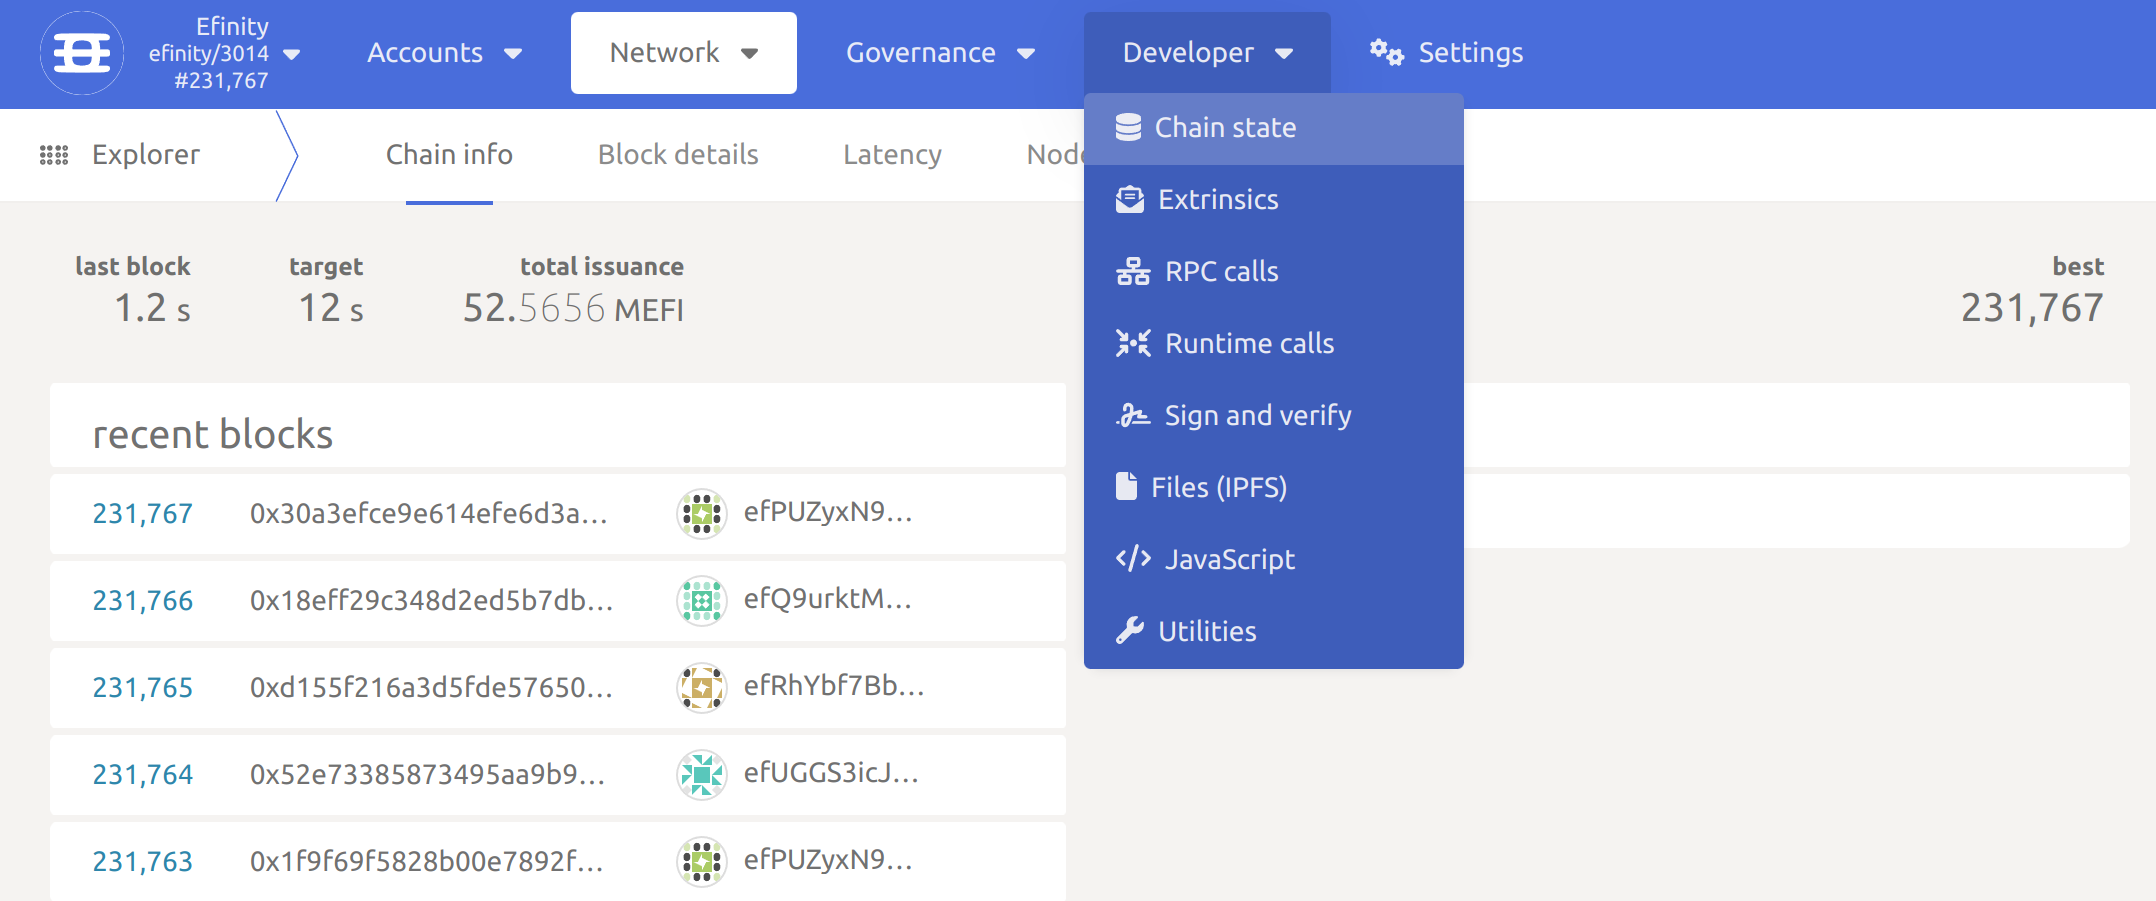 Efinity
efinity/3014
#231,767
Accounts
Network
Governance
Developer
Settings
Explorer
Chain info
Block details
Latency
Chain state
Extrinsics
RPC calls
Runtime calls
Sign and verify
Files (IPFS)
JavaScript
Utilities
last block
1.2 s
target
12 s
total issuance
52.5656 MEFI
best
231,767
recent blocks
231,767 0x30a3efce9e614efe6d3a... efPUZyxN9...
231,766 0x18eff29c348d2ed5b7db... efQ9urktM...
231,765 0xd155f216a3d5fde57650... efRhYbf7Bb...
231,764 0x52e73385873495aa9b9... efUGGS3icJ...
231,763 0x1f9f69f5828b00e7892f... efPUZyxN9...